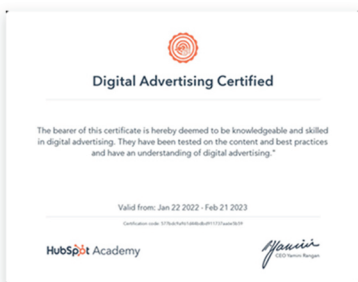 Digital Advertising Certified
The bearer of this certificate is hereby deemed to be knowledgeable and skilled
in digital advertising. They have been tested on the content and best practices
and have an understanding of digital advertising."
Valid from: Jan 22 2022 - Feb 21 2023
Certification code:
HubSpot Academy
CEO Yamini Rangan